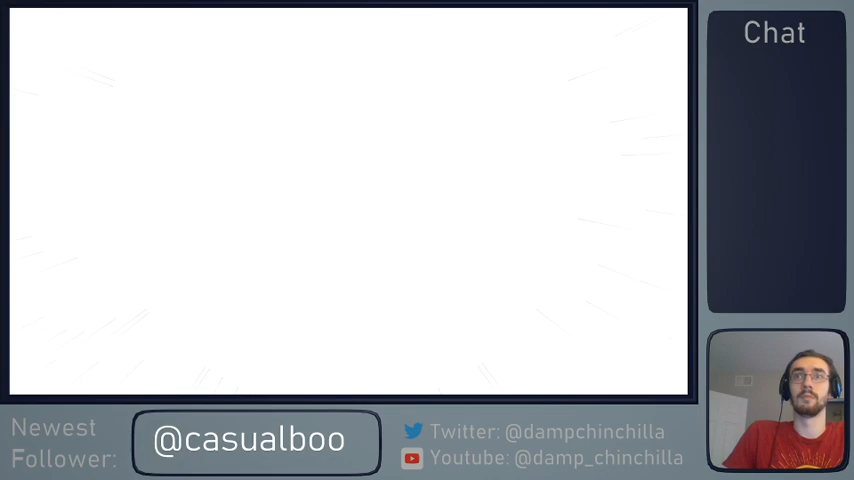 Chat
Newest
Follower:
@casualboo
Twitter: @dampchinchilla
Youtube: @damp_chinchilla